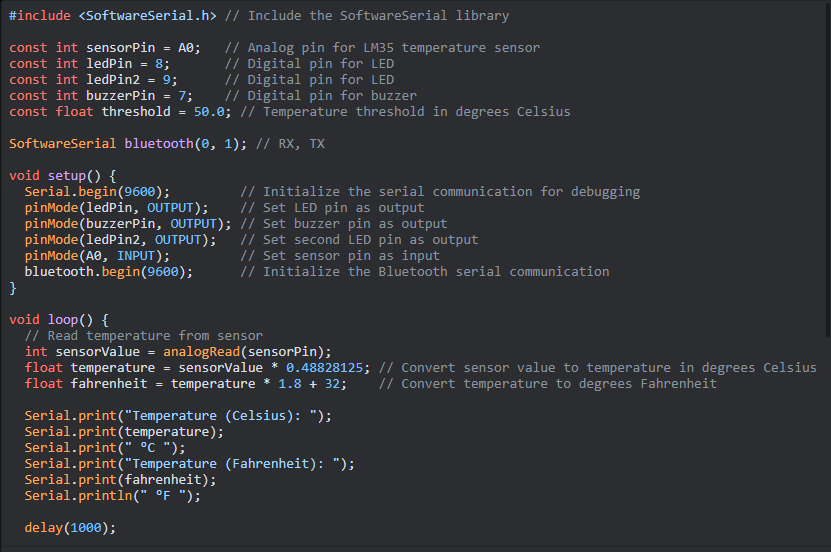 #include <SoftwareSerial.h> // Include the SoftwareSerial library
const int sensorPin = A0;   // Analog pin for LM35 temperature sensor
const int ledPin = 8;       // Digital pin for LED
const int ledPin2 = 9;      // Digital pin for LED
const int buzzerPin = 7;    // Digital pin for buzzer
const float threshold = 50.0; // Temperature threshold in degrees Celsius
SoftwareSerial bluetooth(0, 1); // RX, TX
void setup() {
  Serial.begin(9600);         // Initialize the serial communication for debugging
  pinMode(ledPin, OUTPUT);    // Set LED pin as output
  pinMode(buzzerPin, OUTPUT); // Set buzzer pin as output
  pinMode(ledPin2, OUTPUT);   // Set second LED pin as output
  pinMode(A0, INPUT);         // Set sensor pin as input
  bluetooth.begin(9600);      // Initialize the Bluetooth serial communication
}
void loop() {
  // Read temperature from sensor
  int sensorValue = analogRead(sensorPin);
  float temperature = sensorValue * 0.48828125; // Convert sensor value to temperature in degrees Celsius
  float fahrenheit = temperature * 1.8 + 32;    // Convert temperature to degrees Fahrenheit
  Serial.print("Temperature (Celsius): ");
  Serial.print(temperature);
  Serial.print(" ºC ");
  Serial.print("Temperature (Fahrenheit): ");
  Serial.print(fahrenheit);
  Serial.println(" ºF ");
  delay(1000);